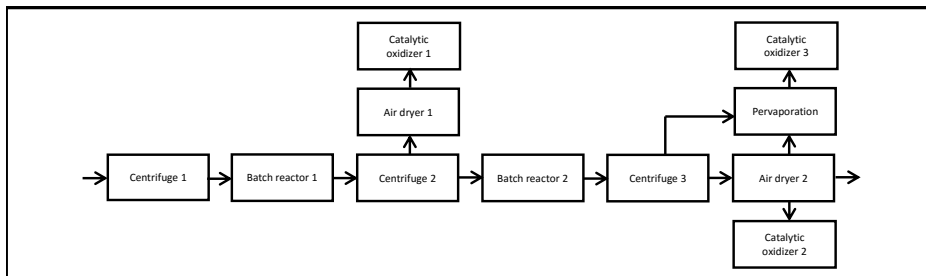 Catalytic
oxidizer 1
Catalytic
oxidizer 3
Air dryer 1
Pervaporation
Centrifuge 1
Batch reactor 1
Centrifuge 2
Batch reactor 2
Centrifuge 3
Air dryer 2
Catalytic
oxidizer 2